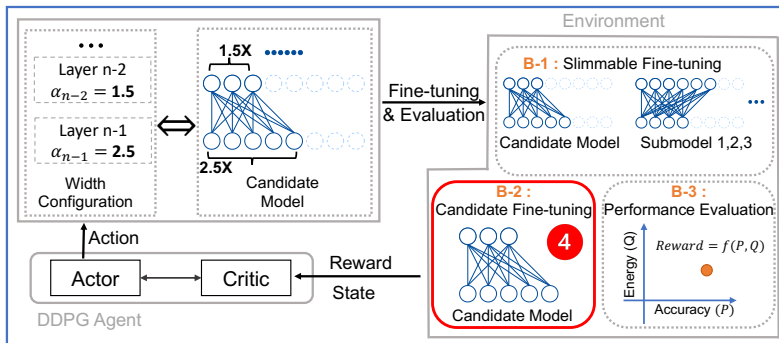 Environment
...
Layer n-2
α_{n−2} = 1.5
Layer n-1
α_{n−1} = 2.5
Width
Configuration
1.5X
......
2.5X
Candidate
Model
Fine-tuning
& Evaluation
B-1 : Slimmable Fine-tuning
...
Candidate Model
Submodel 1,2,3
B-2 :
Candidate Fine-tuning
4
Candidate Model
B-3 :
Performance Evaluation
Energy (Q)
Reward = f(P, Q)
Accuracy (P)
Action
Actor
Critic
Reward
State
DDPG Agent